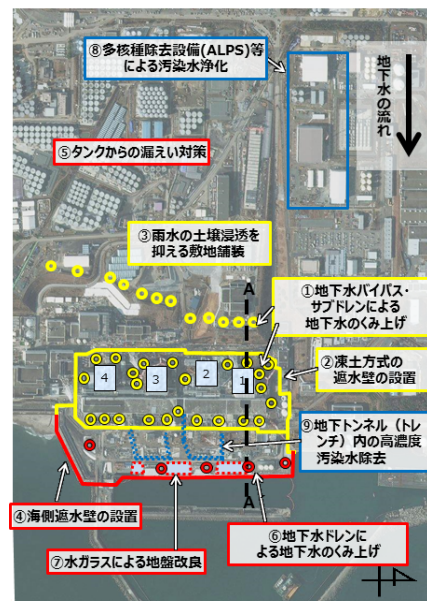 ⑧多核種除去設備(ALPS)等
による汚染水浄化
地下水の流れ
⑤タンクからの漏えい対策
③雨水の土壌浸透を
抑える敷地舗装
A
①地下水バイパス・
サブドレンによる
地下水のくみ上げ
4
3
2
1
②凍土方式の
遮水壁の設置
⑨地下トンネル（トレ
ンチ）内の高濃度
汚染水除去
A
④海側遮水壁の設置
⑥地下水ドレンに
よる地下水のくみ上げ
⑦水ガラスによる地盤改良